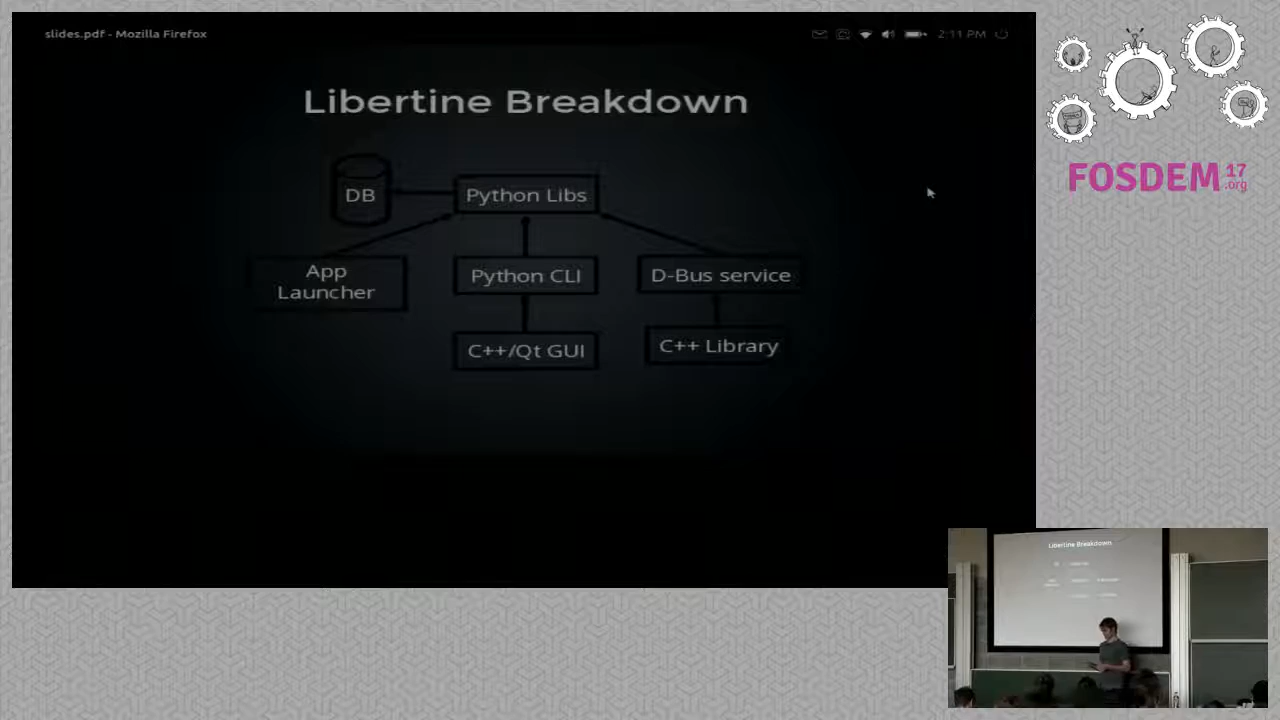 slides.pdf - Mozilla Firefox
2:11 PM
Libertine Breakdown
DB
Python Libs
App
Launcher
Python CLI
D-Bus service
C++/Qt GUI
C++ Library
FOSDEM 17
.org
Libertine Breakdown